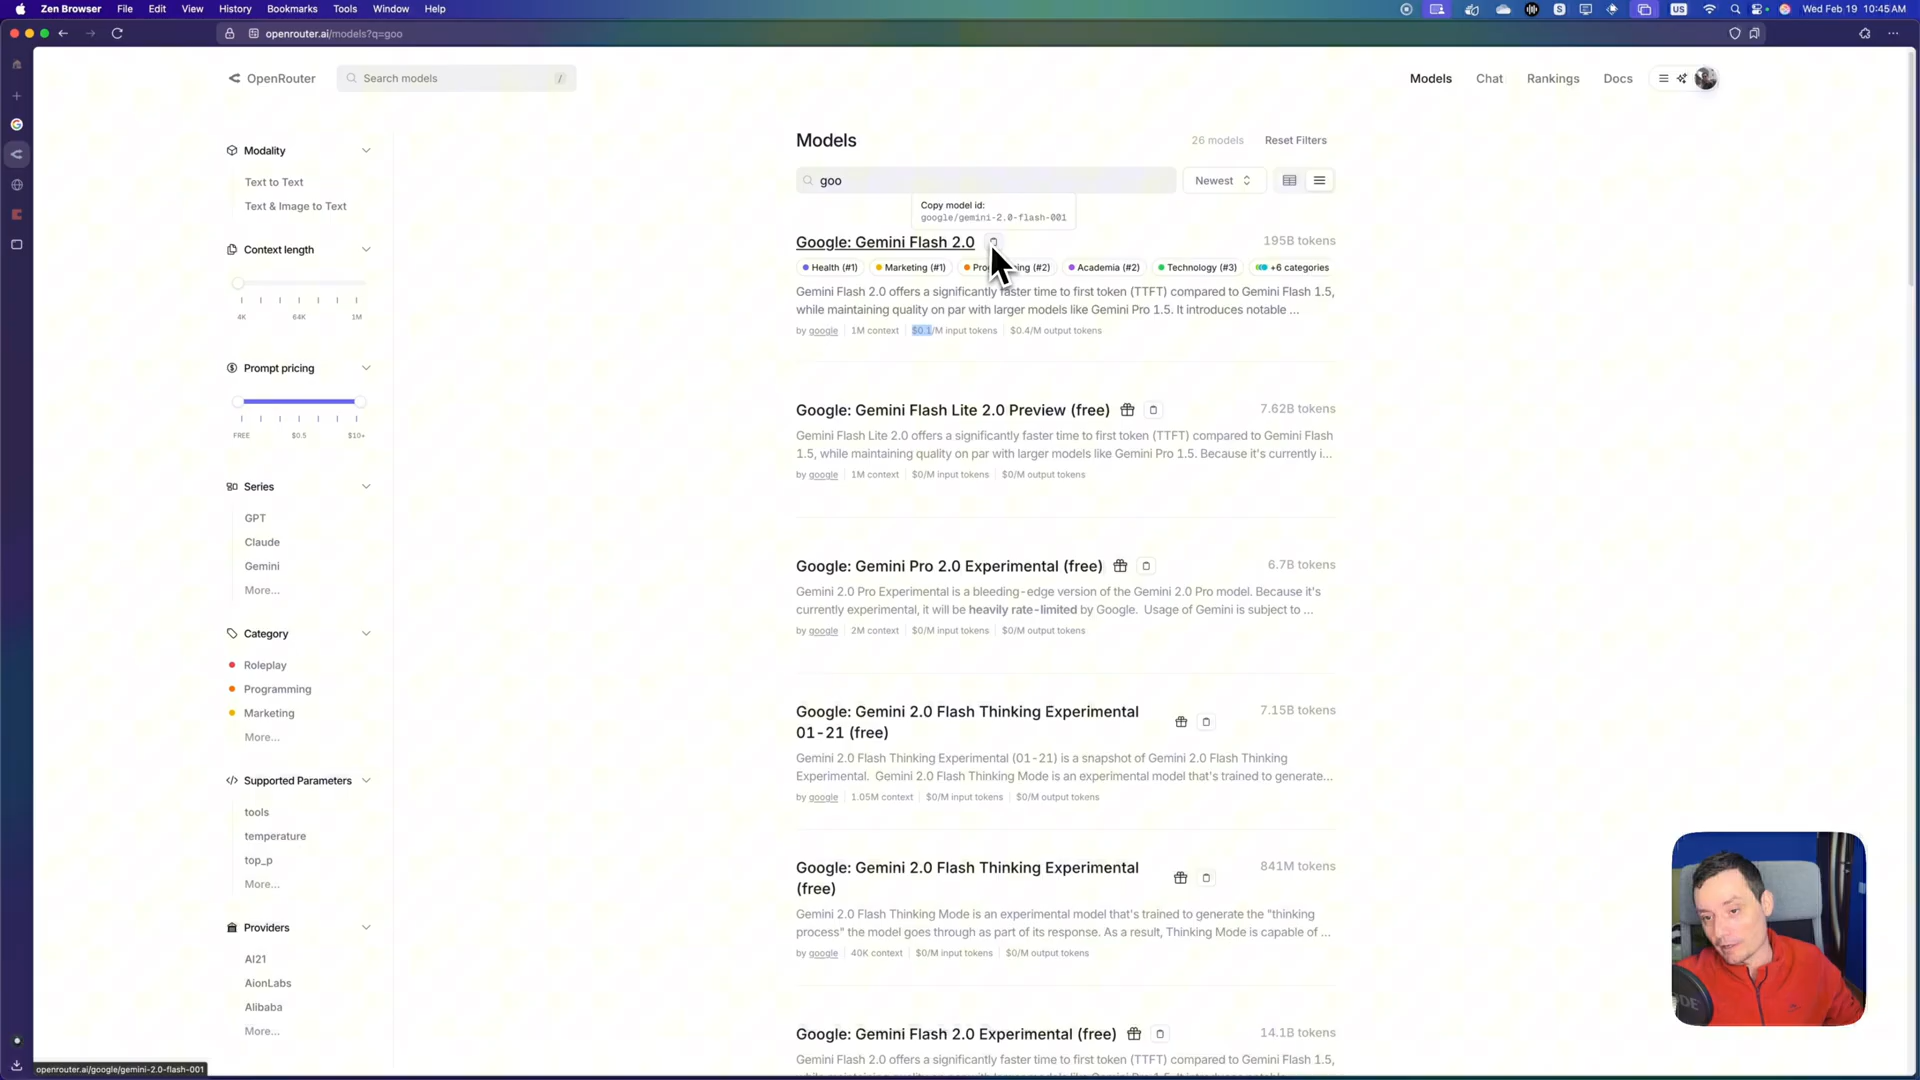 Zen Browser File Edit View History Bookmarks Tools Window Help
US Wed Feb 19 10:45 AM
openrouter.ai/models?q=goo
OpenRouter
Search models /
Models Chat Rankings Docs
Modality
Text to Text
Text & Image to Text
Context length
4K 64K 1M
Prompt pricing
FREE $0.5 $10+
Series
GPT
Claude
Gemini
More...
Category
Roleplay
Programming
Marketing
More...
Supported Parameters
tools
temperature
top_p
More...
Providers
AI21
AionLabs
Alibaba
More...
Models
26 models Reset Filters
goo
Newest
Copy model id:
google/gemini-2.0-flash-001
Google: Gemini Flash 2.0
195B tokens
Health (#1) Marketing (#1) Pro ing (#2) Academia (#2) Technology (#3) +6 categories
Gemini Flash 2.0 offers a significantly faster time to first token (TTFT) compared to Gemini Flash 1.5,
while maintaining quality on par with larger models like Gemini Pro 1.5. It introduces notable ...
by google 1M context $0.1/M input tokens $0.4/M output tokens
Google: Gemini Flash Lite 2.0 Preview (free)
7.62B tokens
Gemini Flash Lite 2.0 offers a significantly faster time to first token (TTFT) compared to Gemini Flash
1.5, while maintaining quality on par with larger models like Gemini Pro 1.5. Because it's currently i...
by google 1M context $0/M input tokens $0/M output tokens
Google: Gemini Pro 2.0 Experimental (free)
6.7B tokens
Gemini 2.0 Pro Experimental is a bleeding-edge version of the Gemini 2.0 Pro model. Because it's
currently experimental, it will be heavily rate-limited by Google. Usage of Gemini is subject to ...
by google 2M context $0/M input tokens $0/M output tokens
Google: Gemini 2.0 Flash Thinking Experimental
01-21 (free)
7.15B tokens
Gemini 2.0 Flash Thinking Experimental (01-21) is a snapshot of Gemini 2.0 Flash Thinking
Experimental. Gemini 2.0 Flash Thinking Mode is an experimental model that's trained to generate...
by google 1.05M context $0/M input tokens $0/M output tokens
Google: Gemini 2.0 Flash Thinking Experimental
(free)
841M tokens
Gemini 2.0 Flash Thinking Mode is an experimental model that's trained to generate the "thinking
process" the model goes through as part of its response. As a result, Thinking Mode is capable of ...
by google 40K context $0/M input tokens $0/M output tokens
Google: Gemini Flash 2.0 Experimental (free)
14.1B tokens
Gemini Flash 2.0 offers a significantly faster time to first token (TTFT) compared to Gemini Flash 1.5,
openrouter.ai/google/gemini-2.0-flash-001